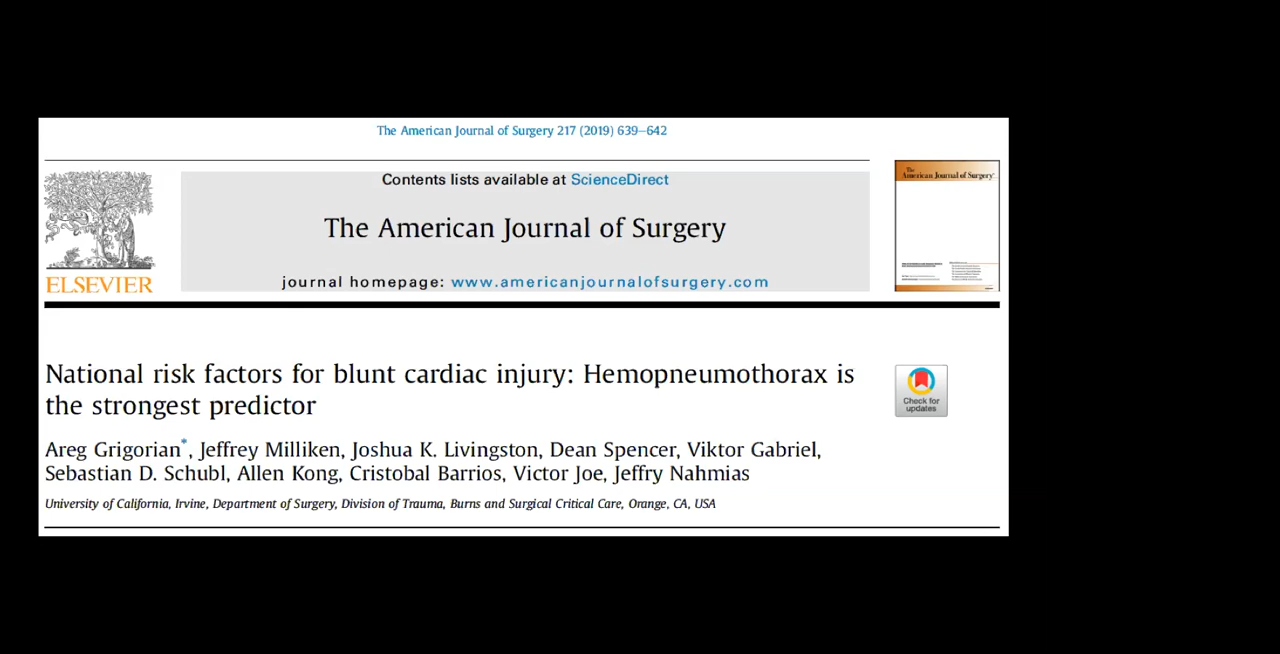 The American Journal of Surgery 217 (2019) 639–642
Contents lists available at ScienceDirect
The American Journal of Surgery
journal homepage: www.americanjournalofsurgery.com
ELSEVIER
The
American Journal of Surgery
National risk factors for blunt cardiac injury: Hemopneumothorax is
the strongest predictor
Check for
updates
Areg Grigorian*, Jeffrey Milliken, Joshua K. Livingston, Dean Spencer, Viktor Gabriel,
Sebastian D. Schubl, Allen Kong, Cristobal Barrios, Victor Joe, Jeffry Nahmias
University of California, Irvine, Department of Surgery, Division of Trauma, Burns and Surgical Critical Care, Orange, CA, USA